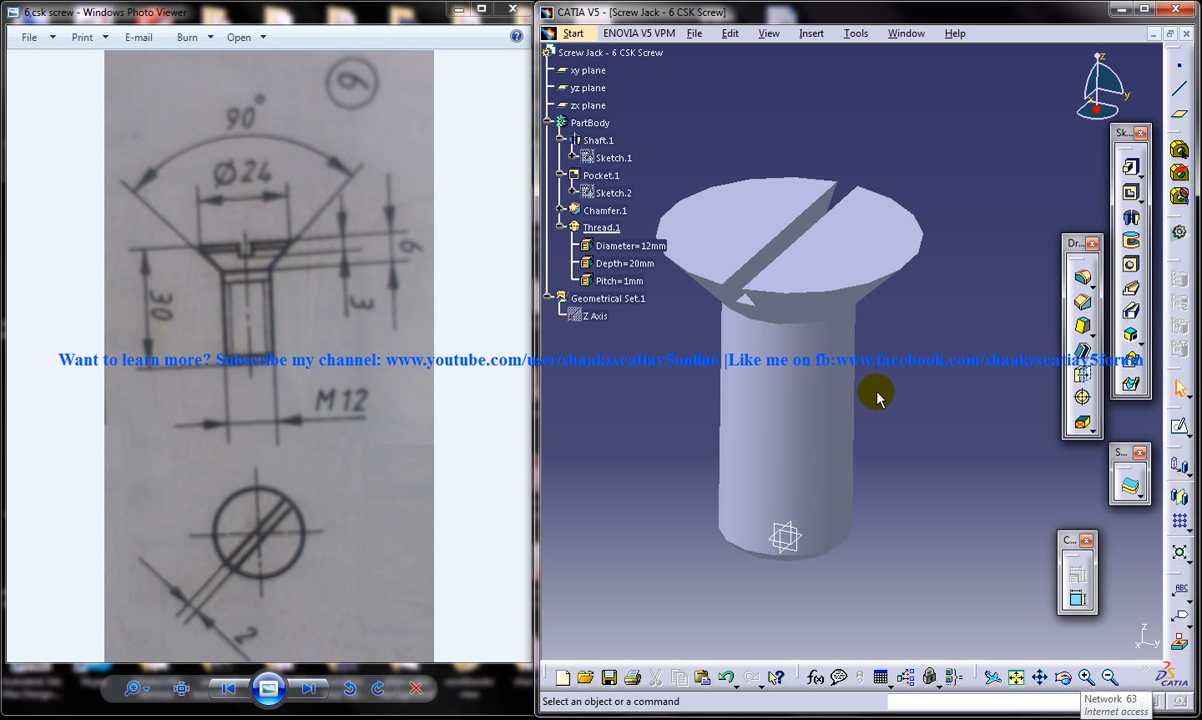 6,csk screw - Windows Photo Viewer
File Print E-mail Burn Open
6
90°
Ø24
6
3
30
M12
2
CATIA V5 - [Screw Jack - 6 CSK Screw]
Start ENOVIA V5 VPM File Edit View Insert Tools Window Help
Screw Jack - 6 CSK Screw
xy plane
yz plane
zx plane
PartBody
Shaft.1
Sketch.1
Pocket.1
Sketch.2
Chamfer.1
Thread.1
Diameter=12mm
Depth=20mm
Pitch=1mm
Geometrical Set.1
Z Axis
z
y
Sk...
Dr...
S...
C...
Want to learn more? Subscribe my channel: www.youtube.com/user/shaakzscatiav5online |Like me on fb:www.facebook.com/shaakzscatiav5forum
ABC
z
x y
f(x)
CATIA
Select an object or a command
Network 63
Internet access